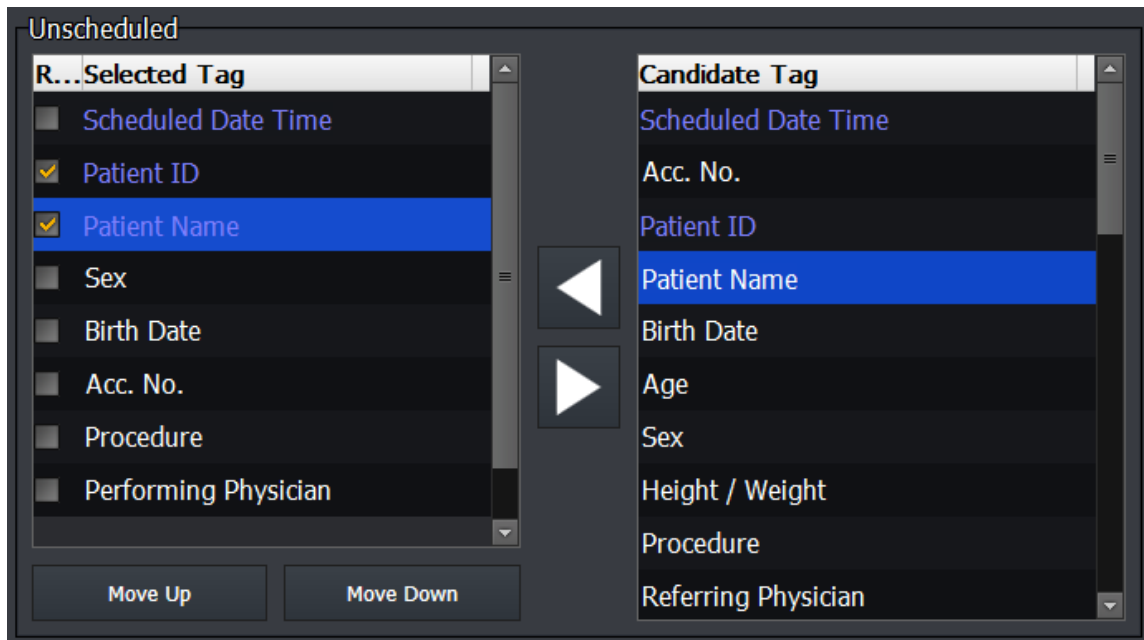 Unscheduled
R... Selected Tag
Scheduled Date Time
Patient ID
Patient Name
Sex
Birth Date
Acc. No.
Procedure
Performing Physician
Move Up
Move Down
Candidate Tag
Scheduled Date Time
Acc. No.
Patient ID
Patient Name
Birth Date
Age
Sex
Height / Weight
Procedure
Referring Physician